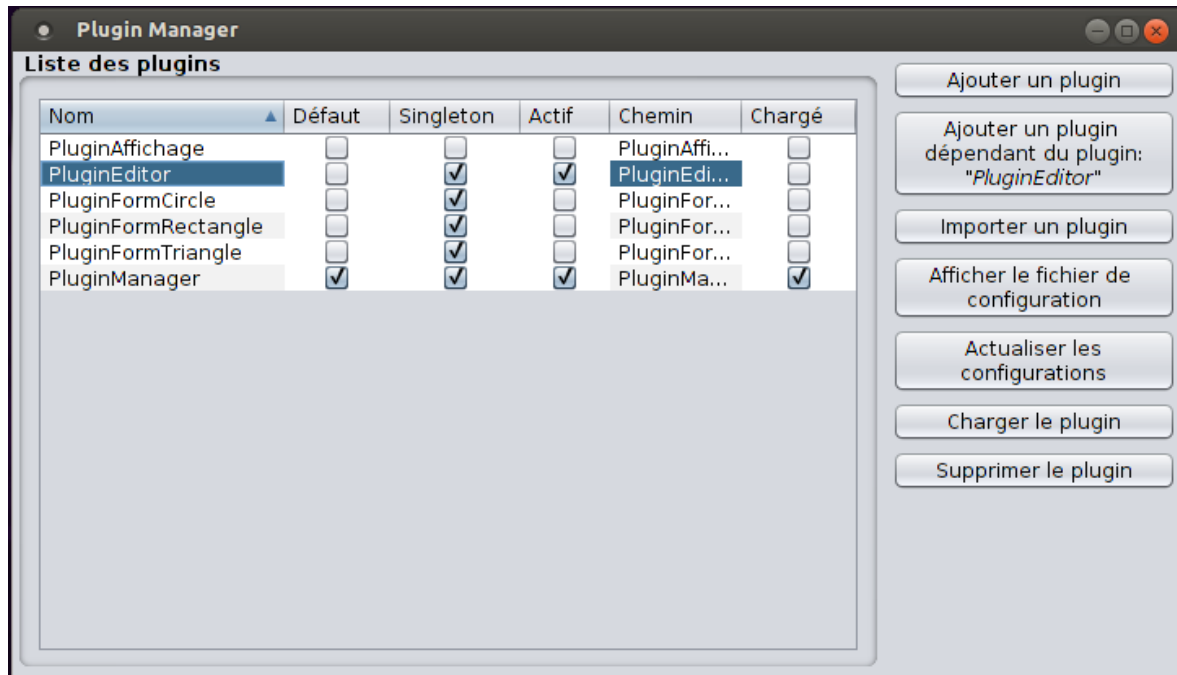 Plugin Manager
Liste des plugins
Nom Défaut Singleton Actif Chemin Chargé
PluginAffichage PluginAffi...
PluginEditor PluginEdi...
PluginFormCircle PluginFor...
PluginFormRectangle PluginFor...
PluginFormTriangle PluginFor...
PluginManager PluginMa...
Ajouter un plugin
Ajouter un plugin
dépendant du plugin:
"PluginEditor"
Importer un plugin
Afficher le fichier de
configuration
Actualiser les
configurations
Charger le plugin
Supprimer le plugin